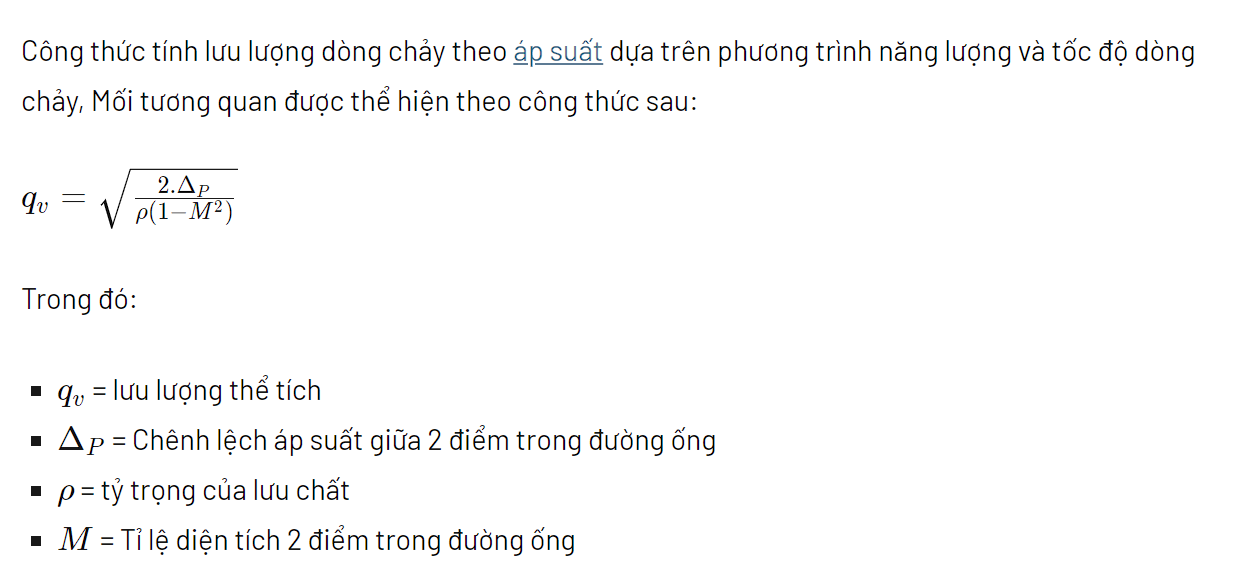 Công thức tính lưu lượng dòng chảy theo áp suất dựa trên phương trình năng lượng và tốc độ dòng
chảy, Mối tương quan được thể hiện theo công thức sau:
q_v = \sqrt{\frac{2.\Delta_P}{\rho(1-M^2)}}
Trong đó:
▪ q_v = lưu lượng thể tích
▪ Δ_P = Chênh lệch áp suất giữa 2 điểm trong đường ống
▪ ρ = tỷ trọng của lưu chất
▪ M = Tỉ lệ diện tích 2 điểm trong đường ống